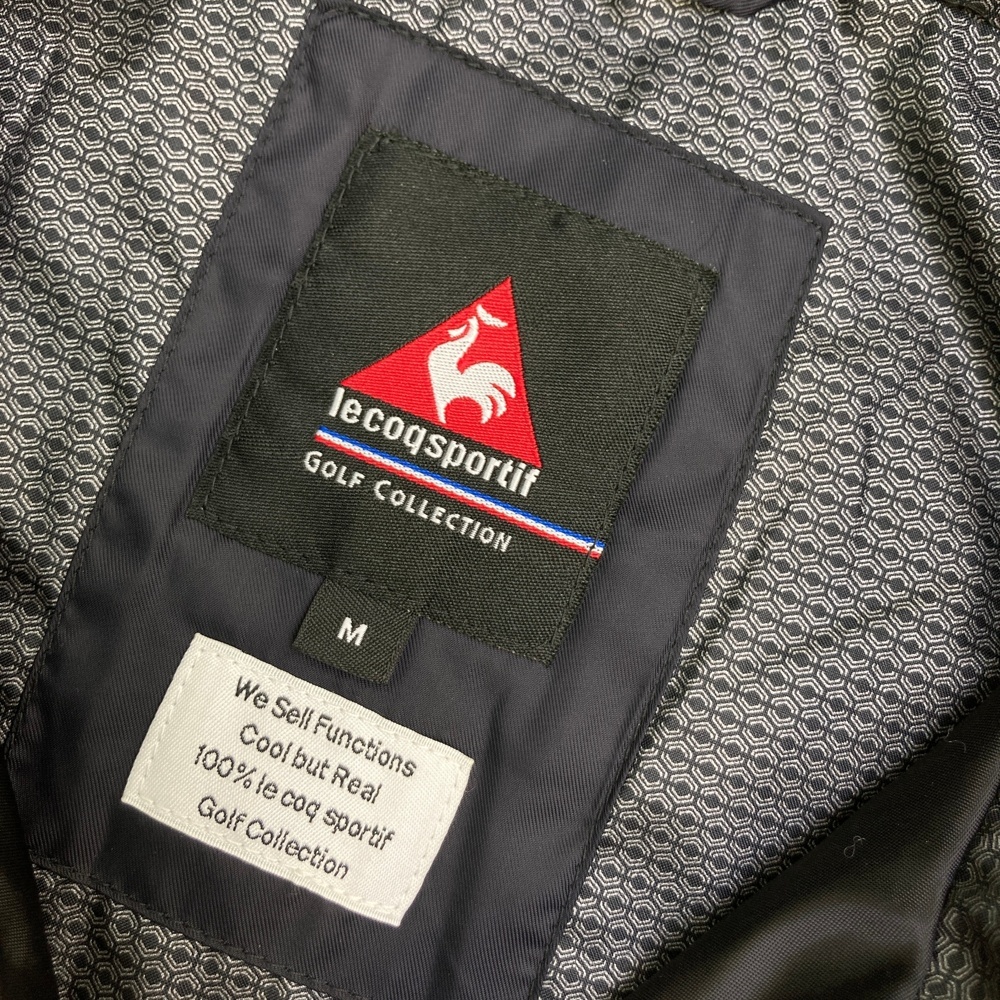 lecoqsportif
GOLF COLLECTION
M
We Sell Functions
Cool but Real
100% le coq sportif
Golf Collection